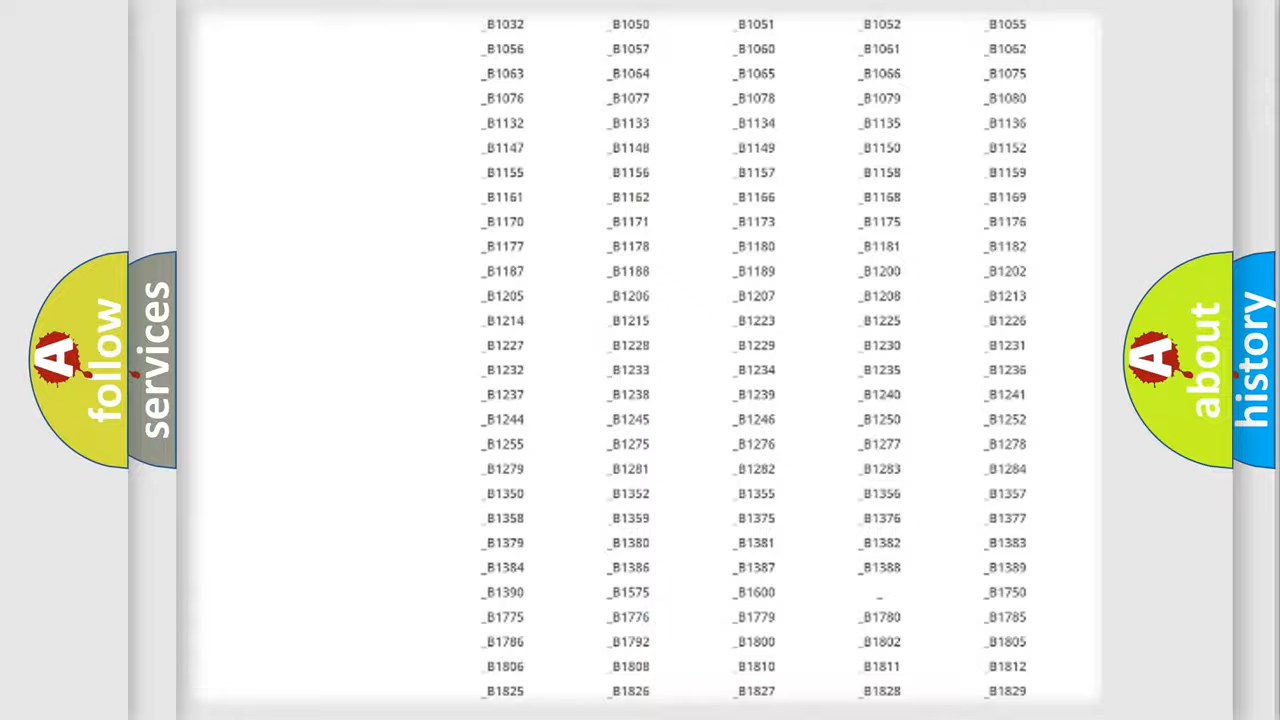 _B1032 _B1050 _B1051 _B1052 _B1055
_B1056 _B1057 _B1060 _B1061 _B1062
_B1063 _B1064 _B1065 _B1066 _B1075
_B1076 _B1077 _B1078 _B1079 _B1080
_B1132 _B1133 _B1134 _B1135 _B1136
_B1147 _B1148 _B1149 _B1150 _B1152
_B1155 _B1156 _B1157 _B1158 _B1159
_B1161 _B1162 _B1166 _B1168 _B1169
_B1170 _B1171 _B1173 _B1175 _B1176
_B1177 _B1178 _B1180 _B1181 _B1182
_B1187 _B1188 _B1189 _B1200 _B1202
_B1205 _B1206 _B1207 _B1208 _B1213
_B1214 _B1215 _B1223 _B1225 _B1226
_B1227 _B1228 _B1229 _B1230 _B1231
_B1232 _B1233 _B1234 _B1235 _B1236
_B1237 _B1238 _B1239 _B1240 _B1241
_B1244 _B1245 _B1246 _B1250 _B1252
_B1255 _B1275 _B1276 _B1277 _B1278
_B1279 _B1281 _B1282 _B1283 _B1284
_B1350 _B1352 _B1355 _B1356 _B1357
_B1358 _B1359 _B1375 _B1376 _B1377
_B1379 _B1380 _B1381 _B1382 _B1383
_B1384 _B1386 _B1387 _B1388 _B1389
_B1390 _B1575 _B1600 _ _B1750
_B1775 _B1776 _B1779 _B1780 _B1785
_B1786 _B1792 _B1800 _B1802 _B1805
_B1806 _B1808 _B1810 _B1811 _B1812
_B1825 _B1826 _B1827 _B1828 _B1829
A
follow
services
A
about
history